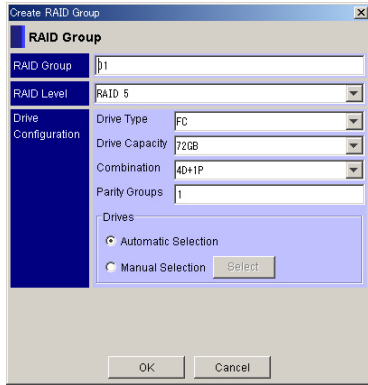 Create RAID Group
RAID Group
RAID Group 01
RAID Level RAID 5
Drive Configuration
Drive Type FC
Drive Capacity 72GB
Combination 4D+1P
Parity Groups 1
Drives
Automatic Selection
Manual Selection Select
OK Cancel